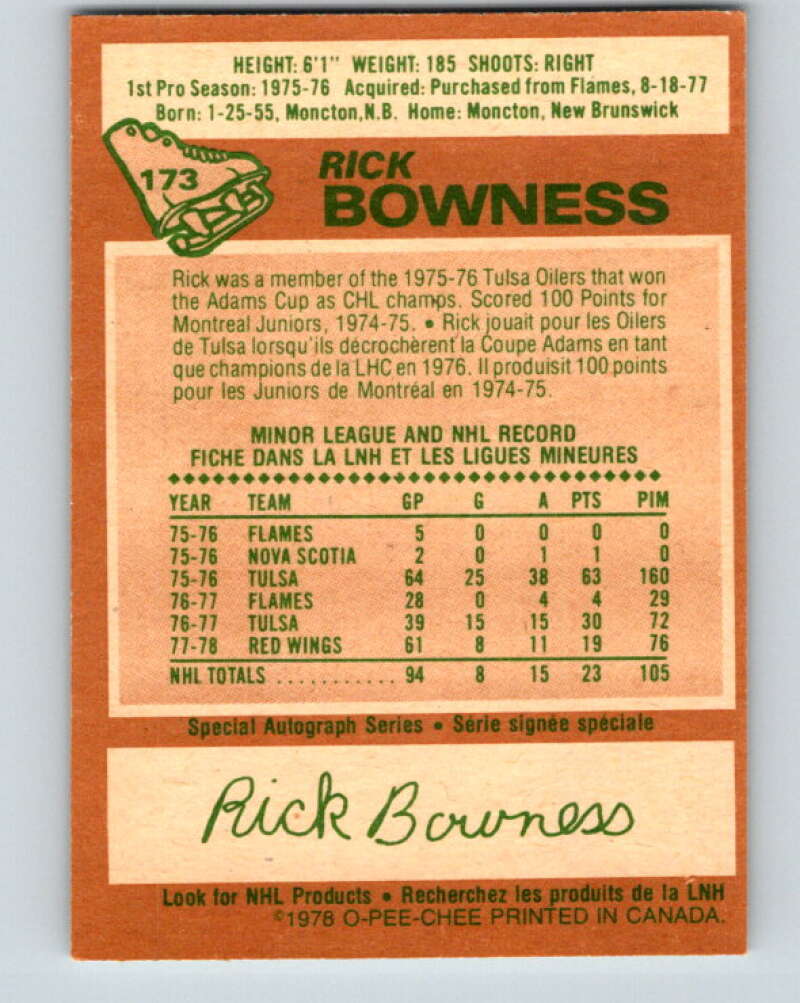 HEIGHT: 6'1" WEIGHT: 185 SHOOTS: RIGHT
1st Pro Season: 1975-76 Acquired: Purchased from Flames, 8-18-77
Born: 1-25-55, Moncton, N.B. Home: Moncton, New Brunswick
173
RICK
BOWNESS
Rick was a member of the 1975-76 Tulsa Oilers that won
the Adams Cup as CHL champs. Scored 100 Points for
Montreal Juniors, 1974-75. • Rick jouait pour les Oilers
de Tulsa lorsqu'ils décrochèrent la Coupe Adams en tant
que champions de la LHC en 1976. Il produisit 100 points
pour les Juniors de Montréal en 1974-75.
MINOR LEAGUE AND NHL RECORD
FICHE DANS LA LNH ET LES LIGUES MINEURES
YEAR TEAM GP G A PTS PIM
75-76 FLAMES 5 0 0 0 0
75-76 NOVA SCOTIA 2 0 1 1 0
75-76 TULSA 64 25 38 63 160
76-77 FLAMES 28 0 4 4 29
76-77 TULSA 39 15 15 30 72
77-78 RED WINGS 61 8 11 19 76
NHL TOTALS ........... 94 8 15 23 105
Special Autograph Series • Série signée spéciale
Rick Bowness
Look for NHL Products • Recherchez les produits de la LNH
©1978 O-PEE-CHEE PRINTED IN CANADA.